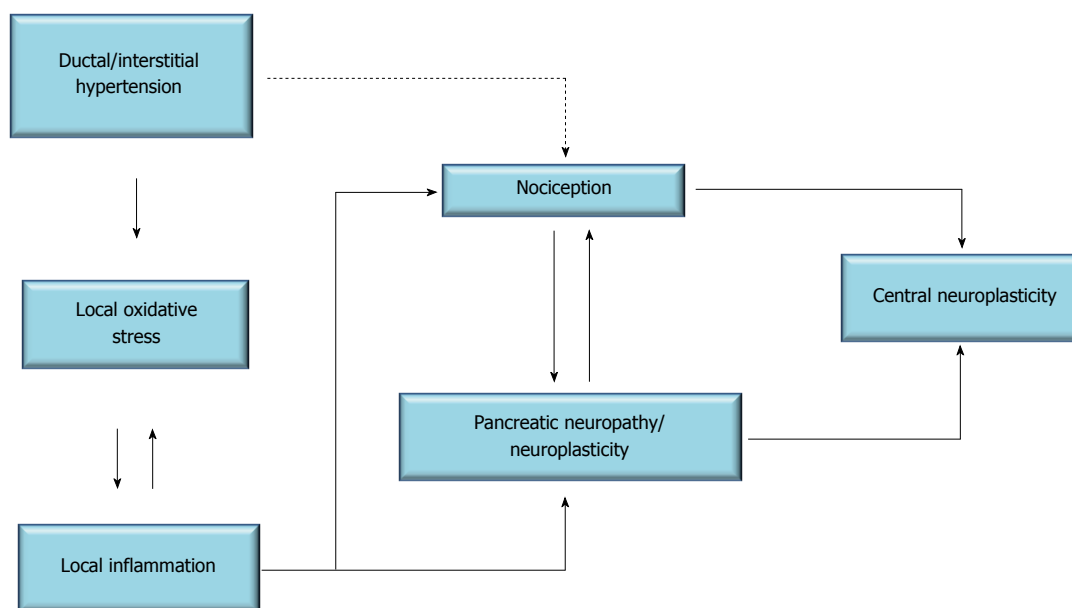 Ductal/interstitial
hypertension
Nociception
Central neuroplasticity
Local oxidative
stress
Pancreatic neuropathy/
neuroplasticity
Local inflammation